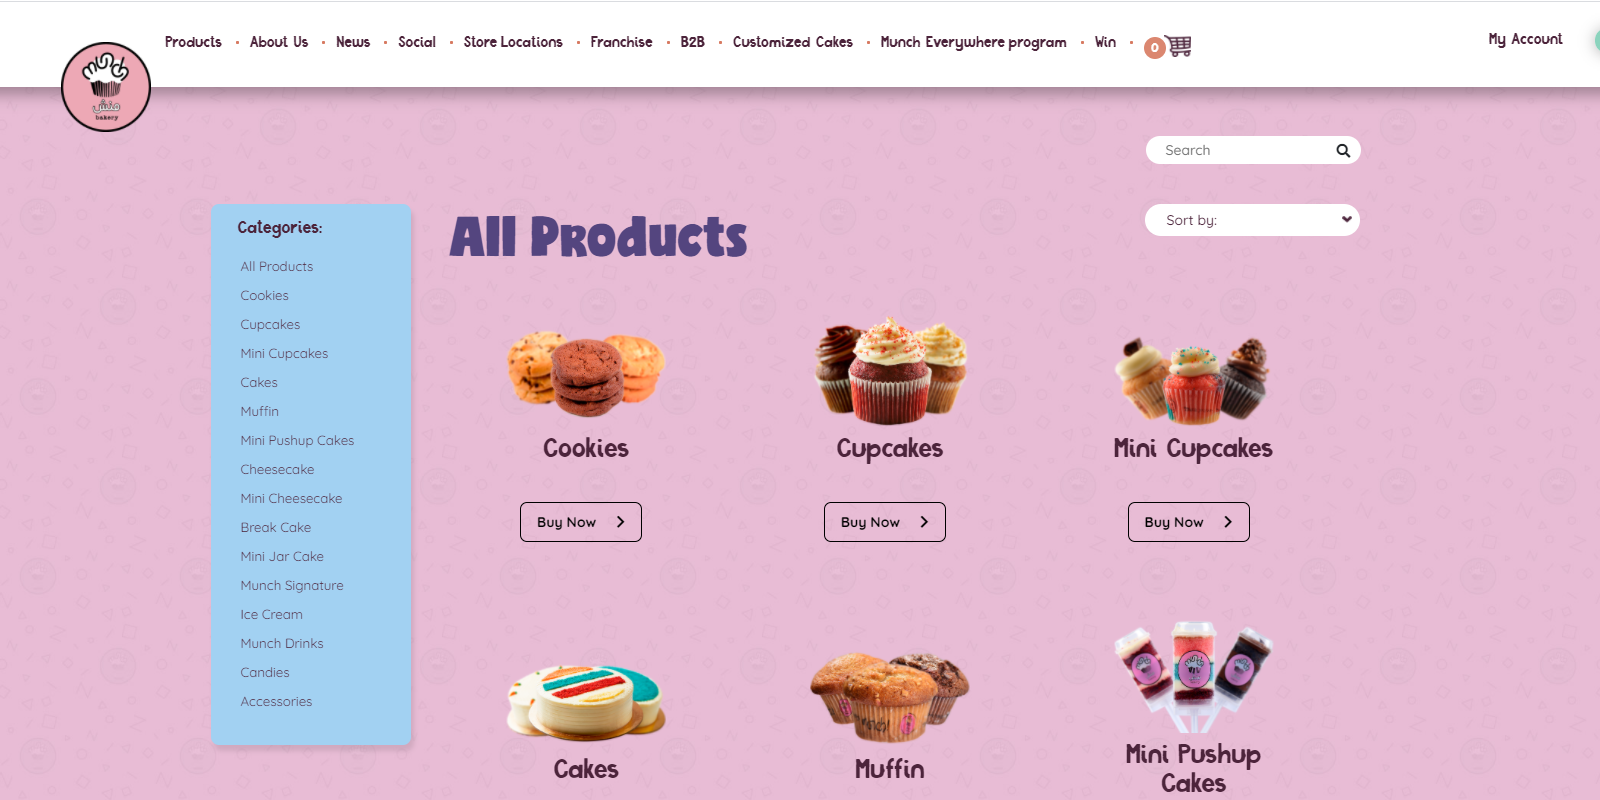 Products
About Us
News
Social
Store Locations
Franchise
B2B
Customized Cakes
Munch Everywhere program
Win
0
My Account
munch
منش
bakery
Search
Sort by:
Categories:
All Products
Cookies
Cupcakes
Mini Cupcakes
Cakes
Muffin
Mini Pushup Cakes
Cheesecake
Mini Cheesecake
Break Cake
Mini Jar Cake
Munch Signature
Ice Cream
Munch Drinks
Candies
Accessories
All Products
Cookies
Cupcakes
Mini Cupcakes
Buy Now
Buy Now
Buy Now
Cakes
Muffin
Mini Pushup
Cakes